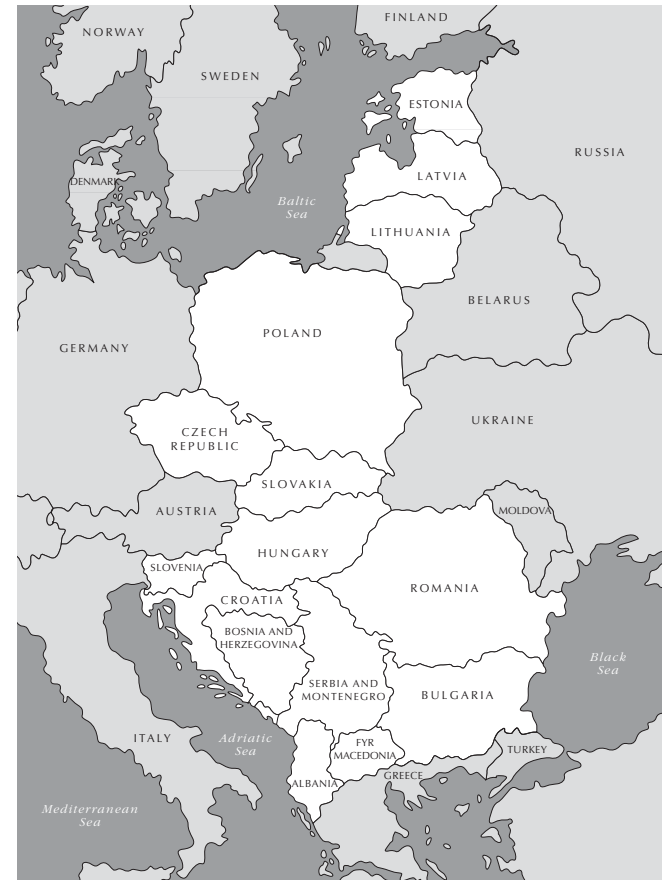 FINLAND
NORWAY
SWEDEN
ESTONIA
RUSSIA
LATVIA
DENMARK
Baltic
Sea
LITHUANIA
BELARUS
POLAND
GERMANY
UKRAINE
CZECH
REPUBLIC
SLOVAKIA
AUSTRIA
MOLDOVA
HUNGARY
SLOVENIA
ROMANIA
CROATIA
BOSNIA AND
HERZEGOVINA
Black
Sea
SERBIA AND
MONTENEGRO
BULGARIA
ITALY
Adriatic
Sea
FYR
MACEDONIA
TURKEY
GREECE
ALBANIA
Mediterranean
Sea